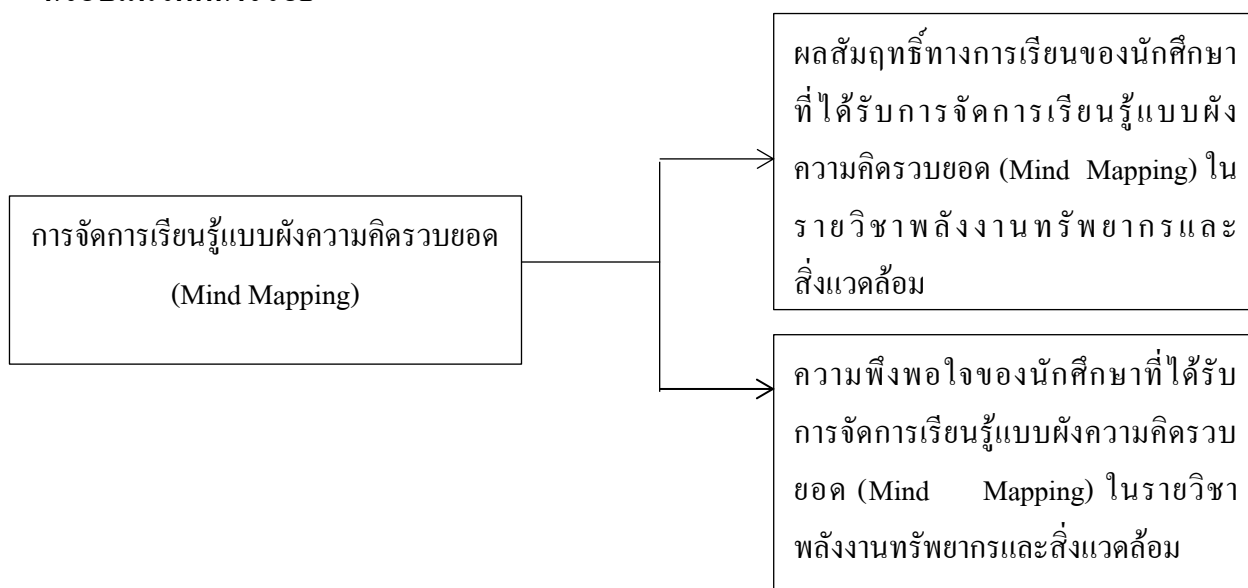 การจัดการเรียนรู้แบบผังความคิดรวบยอด
(Mind Mapping)
ผลสัมฤทธิ์ทางการเรียนของนักศึกษา
ที่ได้รับการจัดการเรียนรู้แบบผัง
ความคิดรวบยอด (Mind Mapping) ใน
รายวิชาพลังงานทรัพยากรและ
สิ่งแวดล้อม
ความพึงพอใจของนักศึกษาที่ได้รับ
การจัดการเรียนรู้แบบผังความคิดรวบ
ยอด (Mind Mapping) ในรายวิชา
พลังงานทรัพยากรและสิ่งแวดล้อม